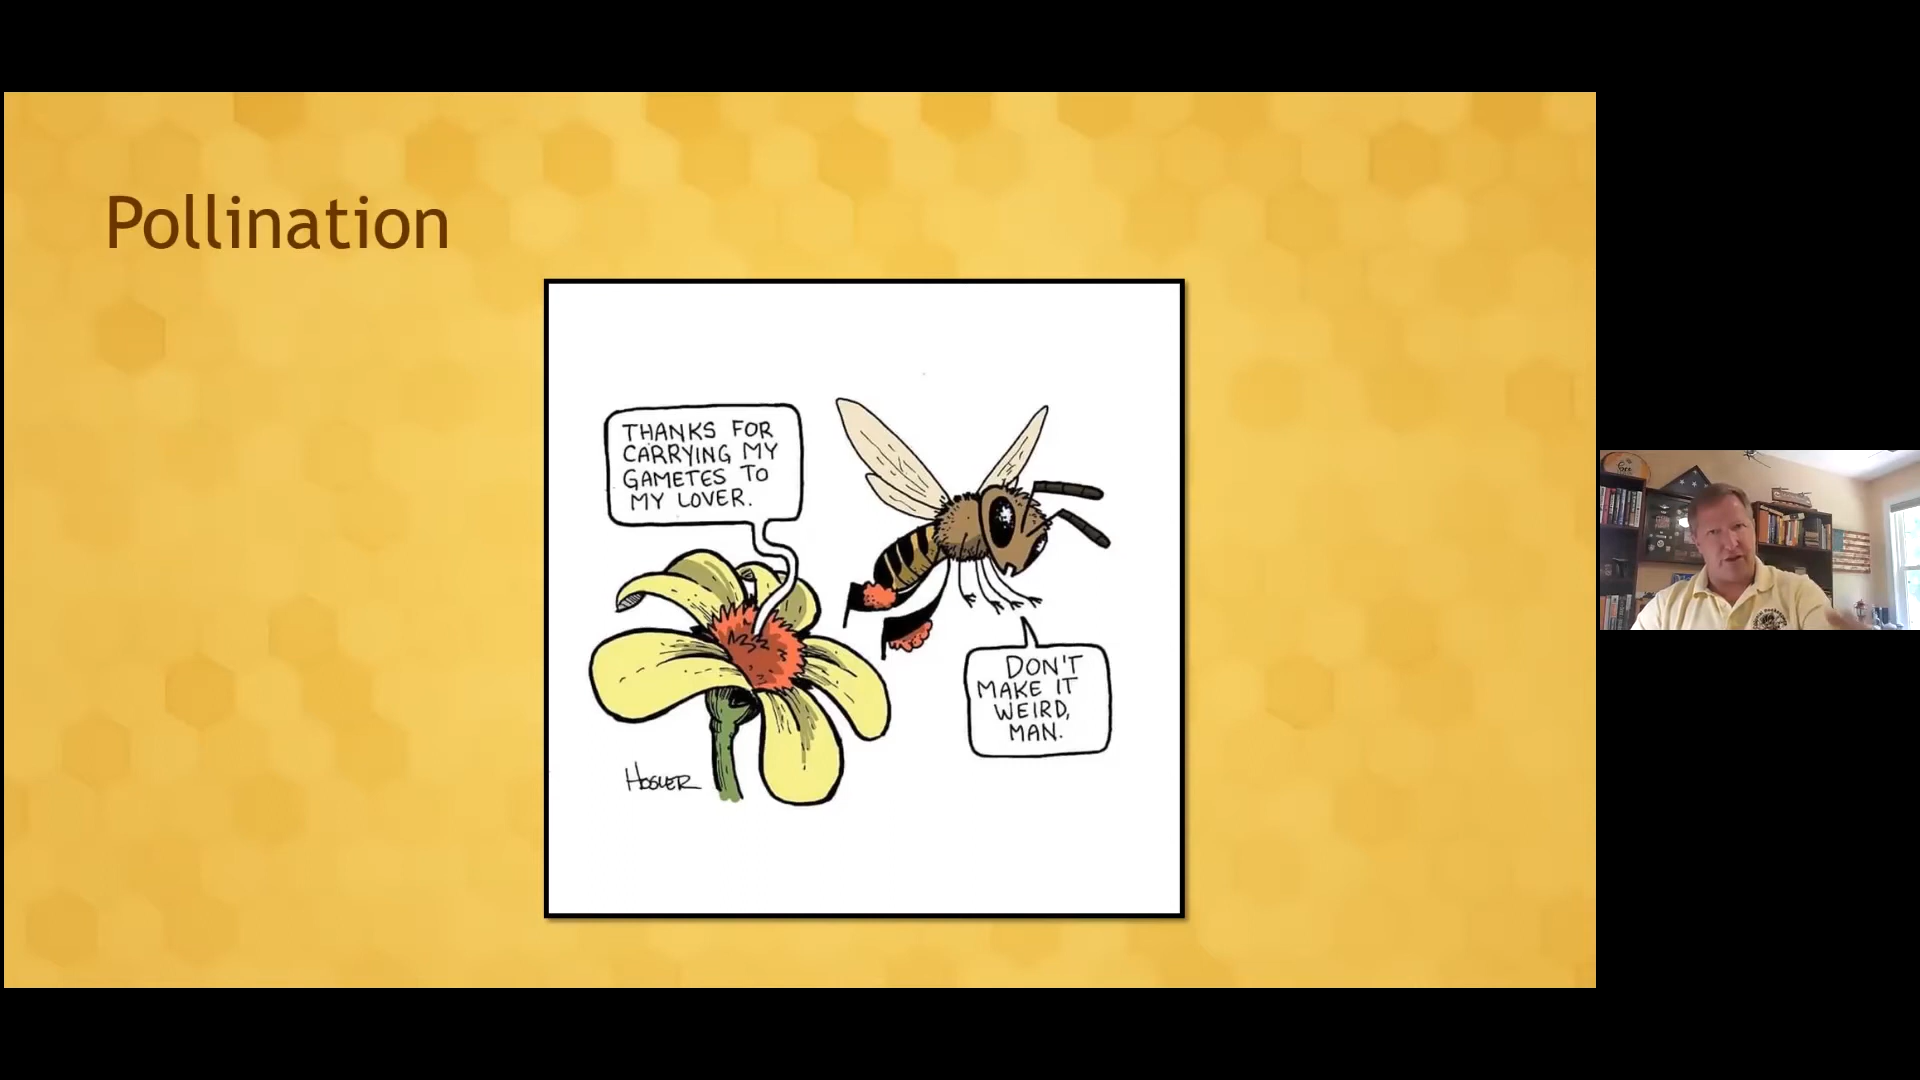 Pollination
THANKS FOR
CARRYING MY
GAMETES TO
MY LOVER.
DON'T
MAKE IT
WEIRD,
MAN.
HOSLER